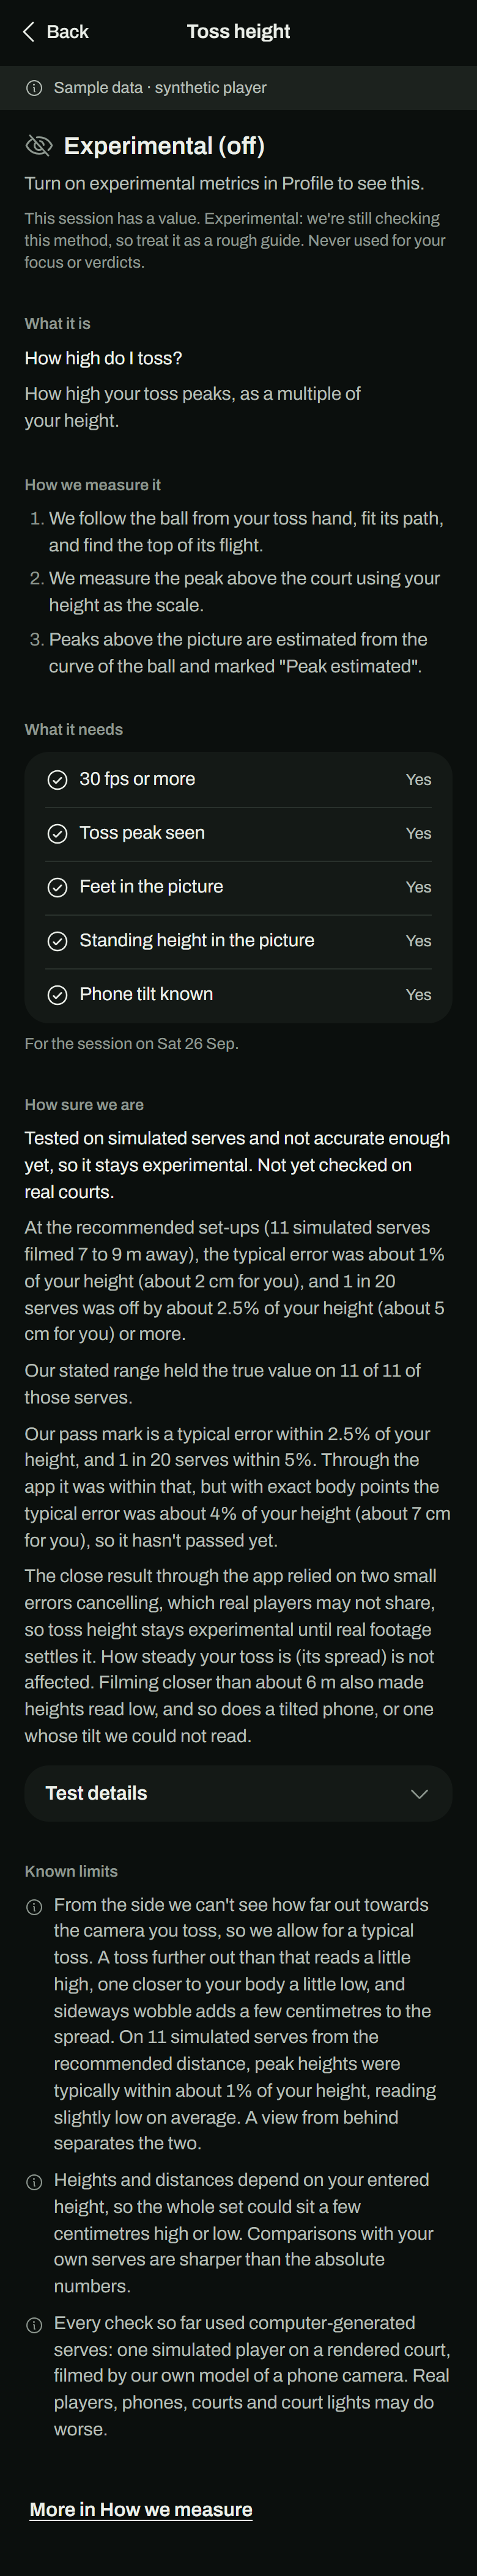 Back
Toss height
Sample data · synthetic player
Experimental (off)
Turn on experimental metrics in Profile to see this.
This session has a value. Experimental: we're still checking
this method, so treat it as a rough guide. Never used for your
focus or verdicts.
What it is
How high do I toss?
How high your toss peaks, as a multiple of
your height.
How we measure it
1. We follow the ball from your toss hand, fit its path,
and find the top of its flight.
2. We measure the peak above the court using your
height as the scale.
3. Peaks above the picture are estimated from the
curve of the ball and marked "Peak estimated".
What it needs
30 fps or more Yes
Toss peak seen Yes
Feet in the picture Yes
Standing height in the picture Yes
Phone tilt known Yes
For the session on Sat 26 Sep.
How sure we are
Tested on simulated serves and not accurate enough
yet, so it stays experimental. Not yet checked on
real courts.
At the recommended set-ups (11 simulated serves
filmed 7 to 9 m away), the typical error was about 1%
of your height (about 2 cm for you), and 1 in 20
serves was off by about 2.5% of your height (about 5
cm for you) or more.
Our stated range held the true value on 11 of 11 of
those serves.
Our pass mark is a typical error within 2.5% of your
height, and 1 in 20 serves within 5%. Through the
app it was within that, but with exact body points the
typical error was about 4% of your height (about 7 cm
for you), so it hasn't passed yet.
The close result through the app relied on two small
errors cancelling, which real players may not share,
so toss height stays experimental until real footage
settles it. How steady your toss is (its spread) is not
affected. Filming closer than about 6 m also made
heights read low, and so does a tilted phone, or one
whose tilt we could not read.
Test details
Known limits
From the side we can't see how far out towards
the camera you toss, so we allow for a typical
toss. A toss further out than that reads a little
high, one closer to your body a little low, and
sideways wobble adds a few centimetres to the
spread. On 11 simulated serves from the
recommended distance, peak heights were
typically within about 1% of your height, reading
slightly low on average. A view from behind
separates the two.
Heights and distances depend on your entered
height, so the whole set could sit a few
centimetres high or low. Comparisons with your
own serves are sharper than the absolute
numbers.
Every check so far used computer-generated
serves: one simulated player on a rendered court,
filmed by our own model of a phone camera. Real
players, phones, courts and court lights may do
worse.
More in How we measure